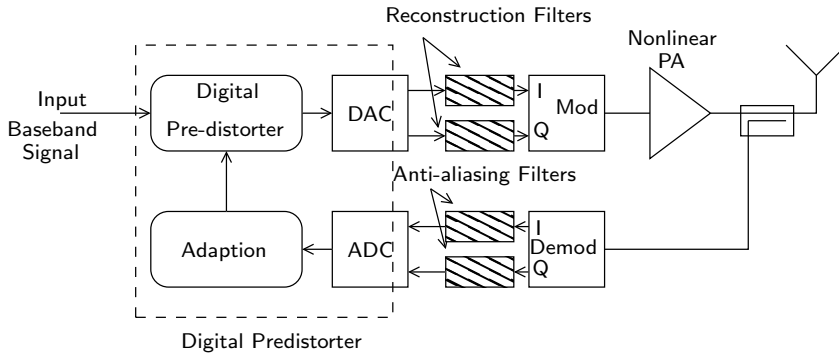 Reconstruction Filters
Nonlinear
PA
Input
Baseband
Signal
Digital
Pre-distorter
DAC
I
Q
Mod
Anti-aliasing Filters
Adaption
ADC
I
Q
Demod
Digital Predistorter